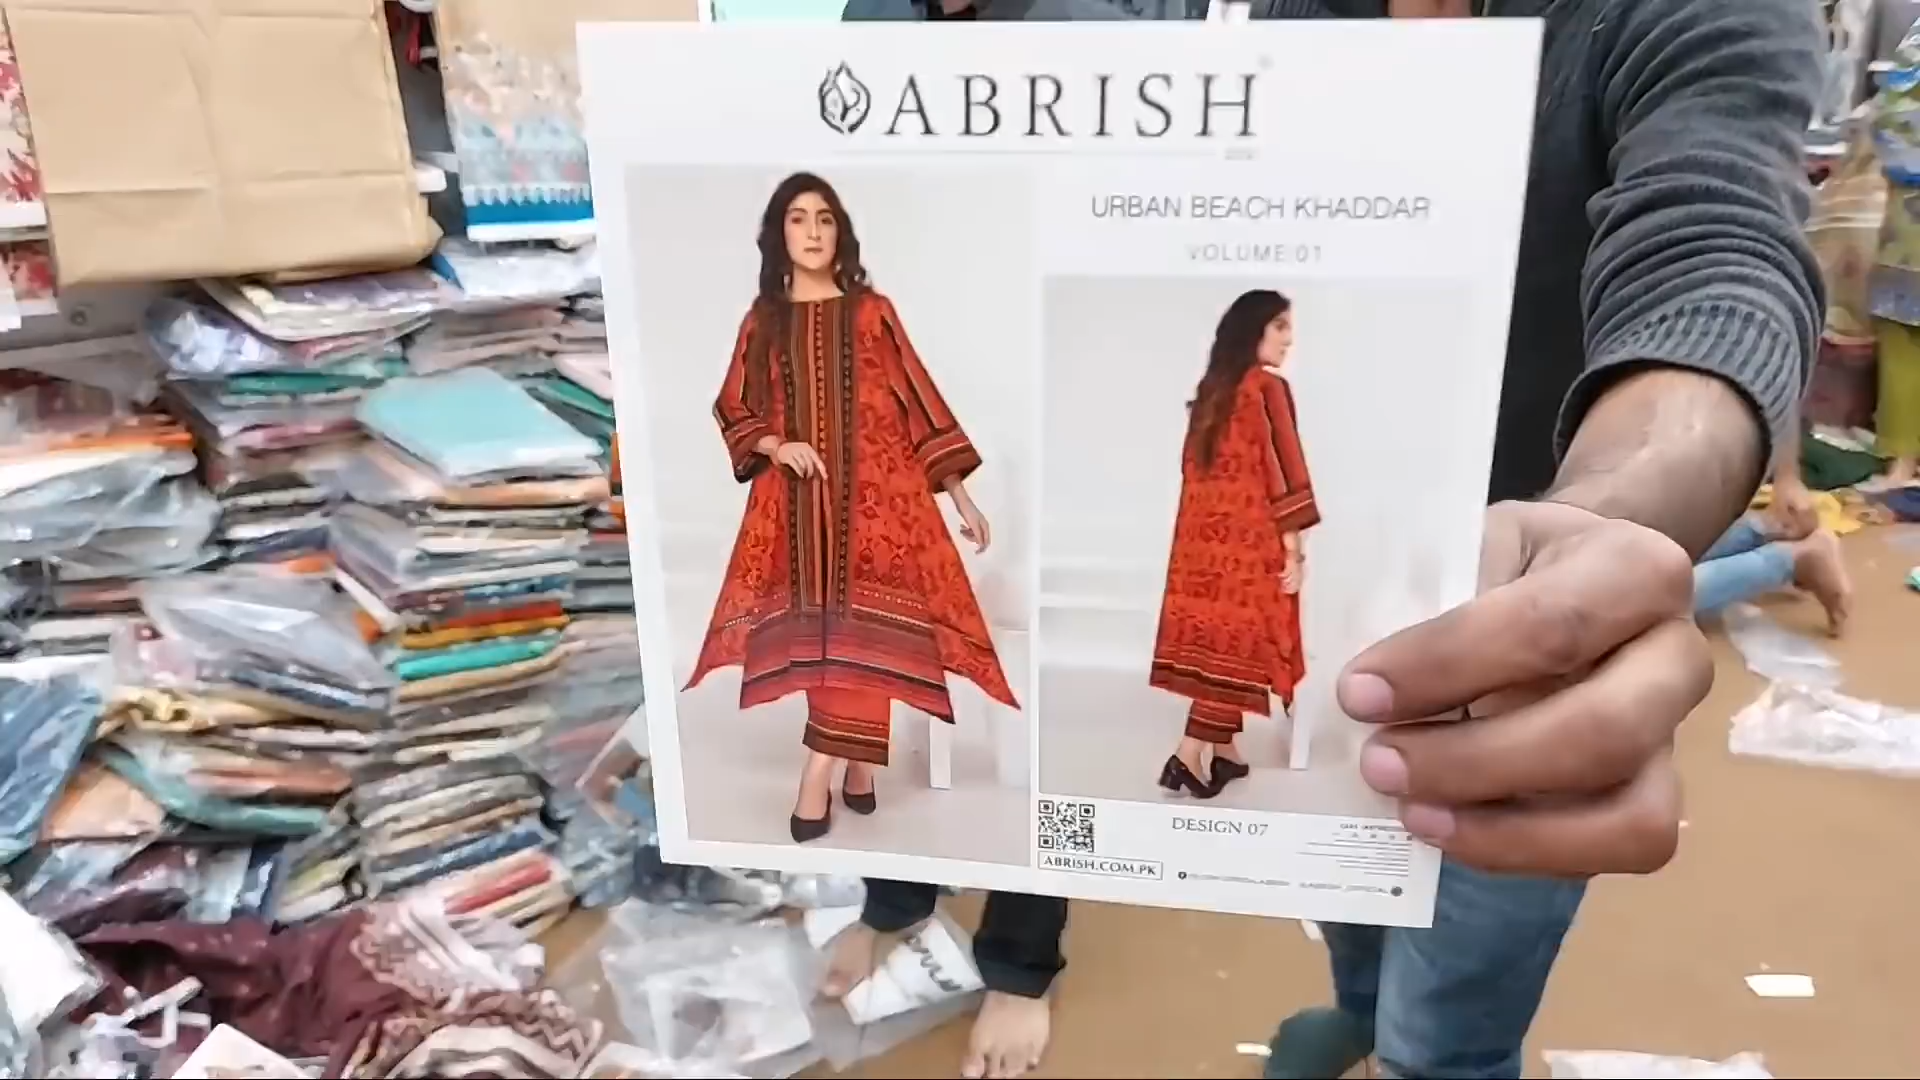 ABRISH
URBAN BEACH KHADDAR
VOLUME 01
DESIGN 07
ABRISH.COM.PK